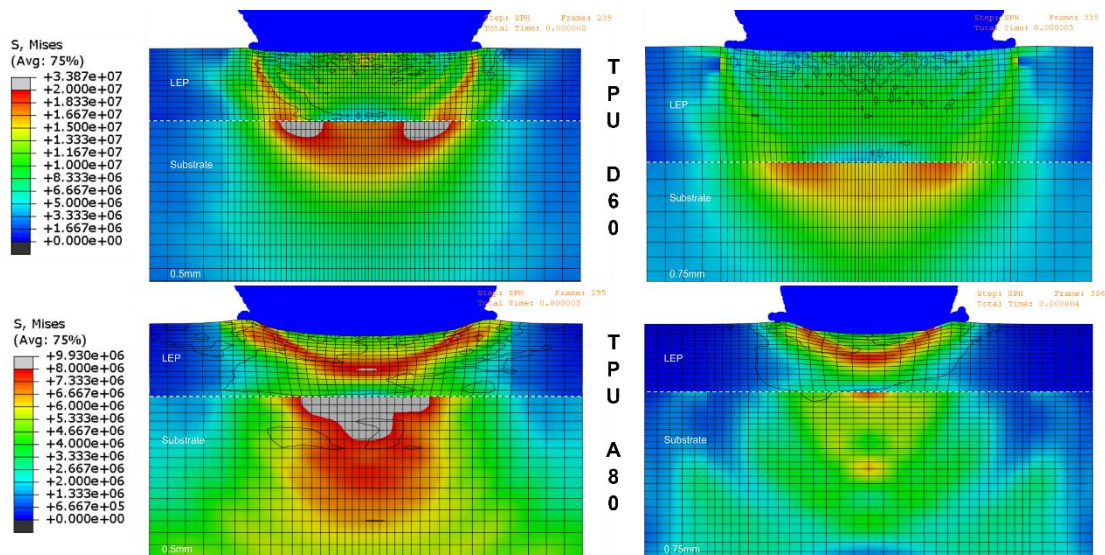 Step: SPH Frame: 239
Total Time: 0.000002
S, Mises
(Avg: 75%)
+3.387e+07
+2.000e+07
+1.833e+07
+1.667e+07
+1.500e+07
+1.333e+07
+1.167e+07
+1.000e+07
+8.333e+06
+6.667e+06
+5.000e+06
+3.333e+06
+1.667e+06
+0.000e+00
LEP
Substrate
0.5mm
TPU D60
Step: SPH Frame: 335
Total Time: 0.000003
LEP
Substrate
0.75mm
Step: SPH Frame: 295
Total Time: 0.000003
S, Mises
(Avg: 75%)
+9.930e+06
+8.000e+06
+7.333e+06
+6.667e+06
+6.000e+06
+5.333e+06
+4.667e+06
+4.000e+06
+3.333e+06
+2.667e+06
+2.000e+06
+1.333e+06
+6.667e+05
+0.000e+00
LEP
Substrate
0.5mm
TPU A80
Step: SPH Frame: 386
Total Time: 0.000004
LEP
Substrate
0.75mm